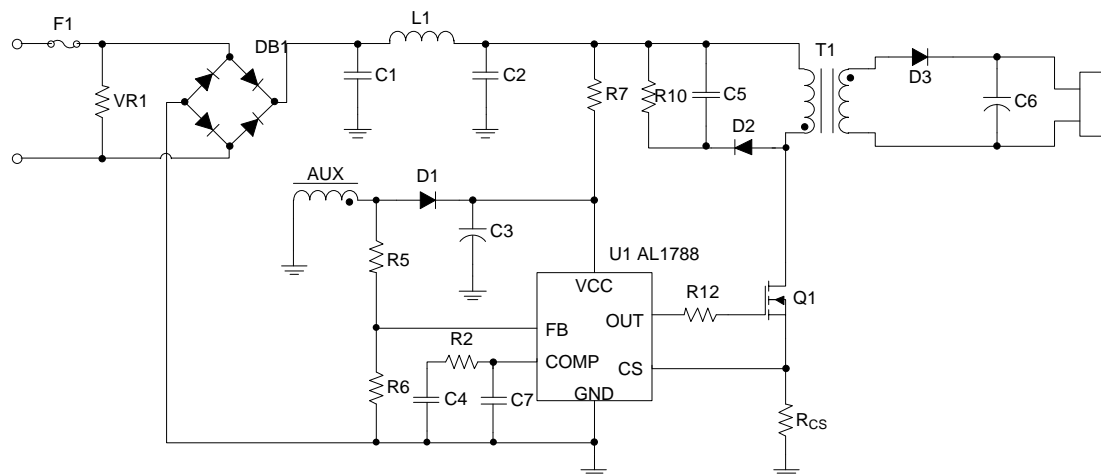 F1
L1
DB1
T1
C1
C2
R7
R10
C5
D2
D3
C6
VR1
AUX
D1
C3
U1 AL1788
R5
VCC
R12
Q1
OUT
FB
R2
COMP
CS
R6
C4
C7
GND
RCS